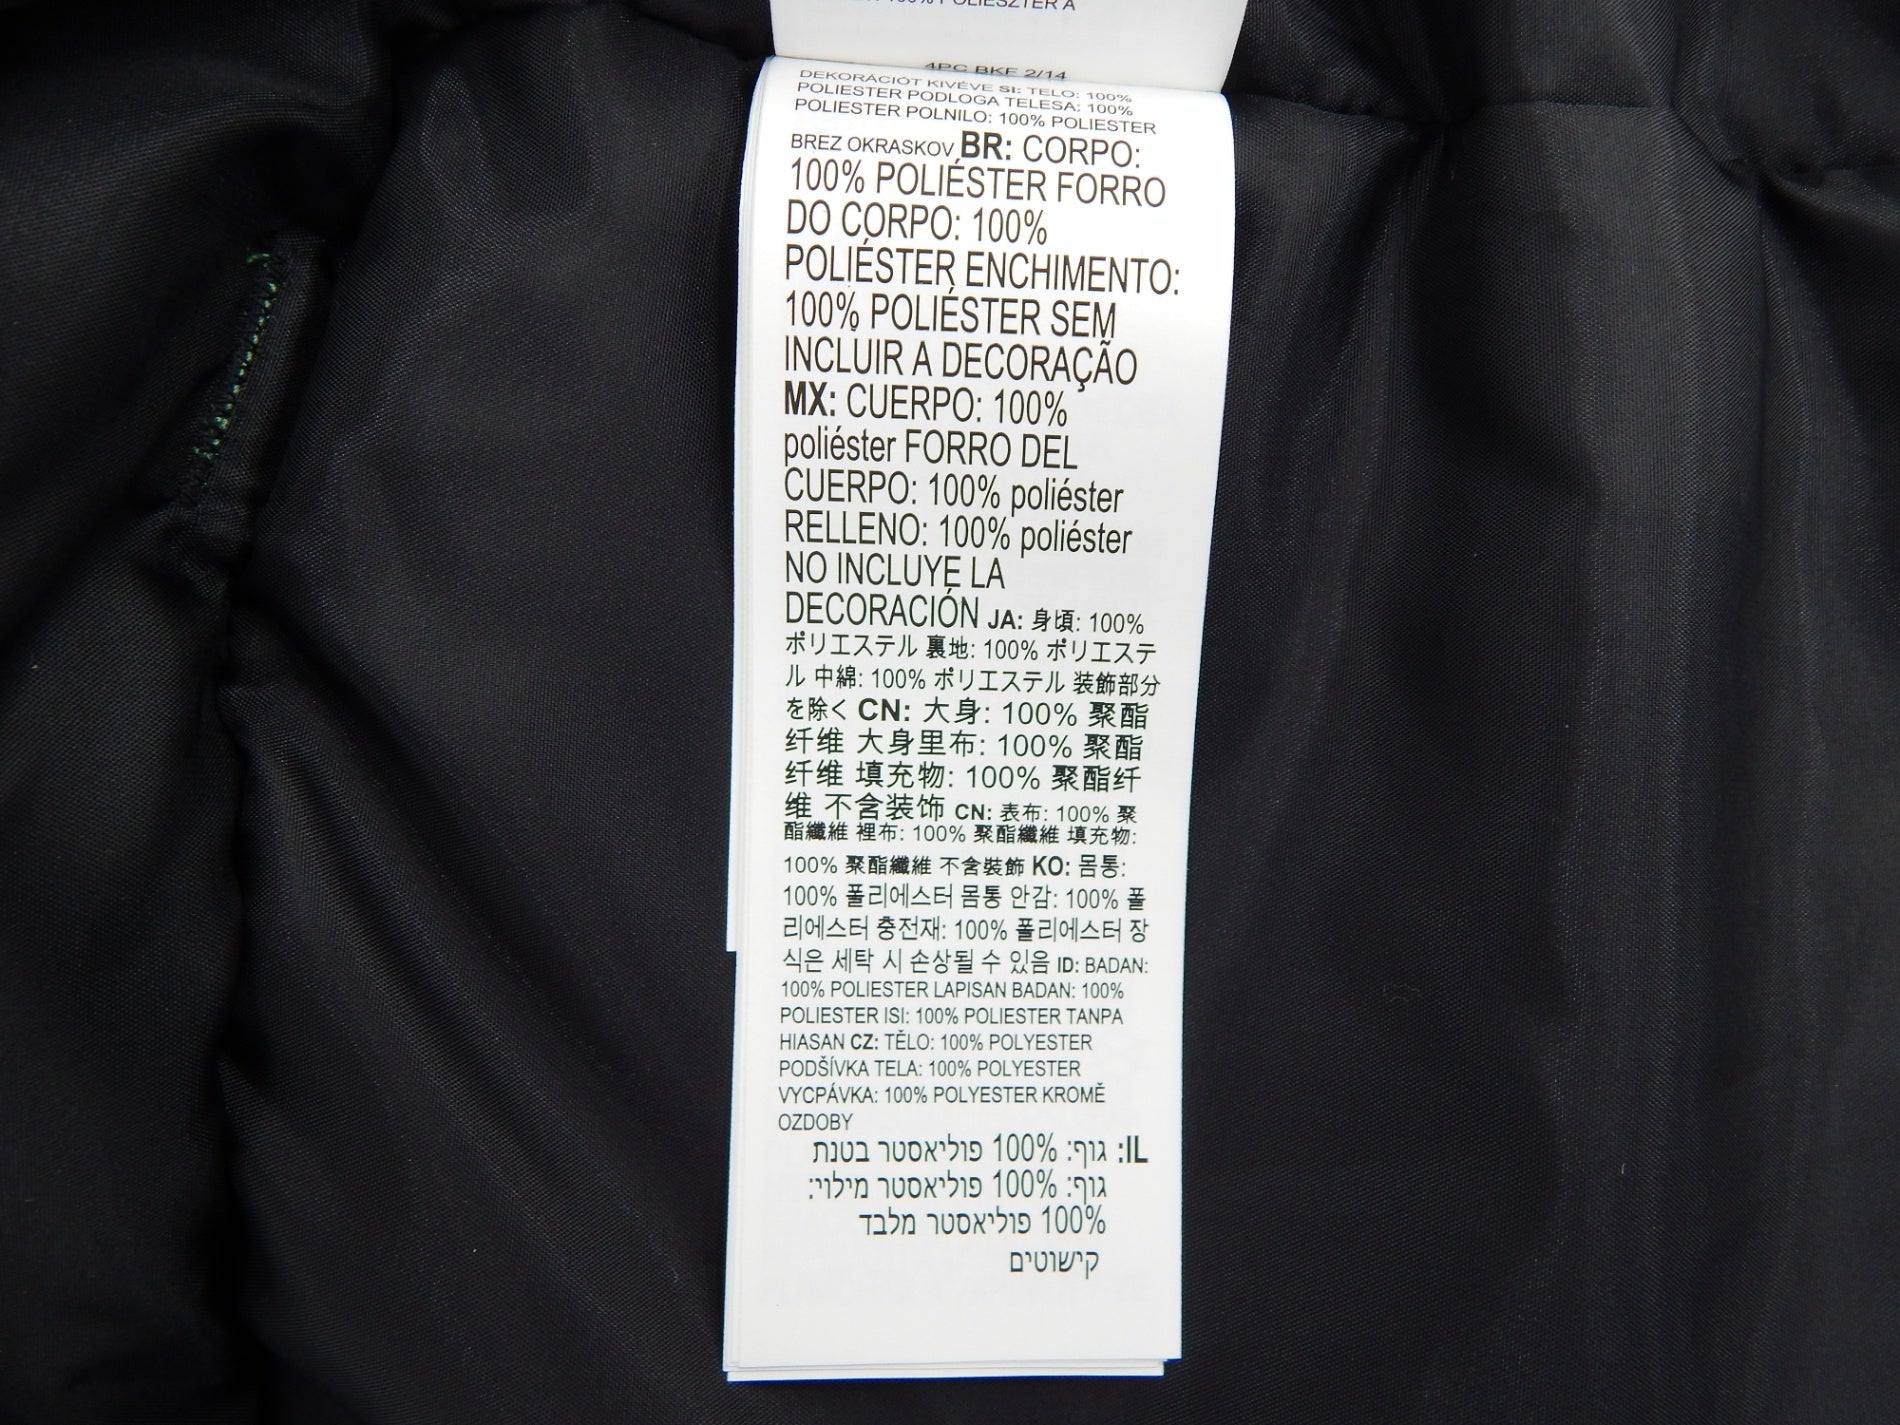 100% POLIESZTER A
4PC BKF 2/14
DEKORÁCIÓT KIVÉVE SI: TELO: 100%
POLIESTER PODLOGA TELESA: 100%
POLIESTER POLNILO: 100% POLIESTER
BREZ OKRASKOV BR: CORPO:
100% POLIÉSTER FORRO
DO CORPO: 100%
POLIÉSTER ENCHIMENTO:
100% POLIÉSTER SEM
INCLUIR A DECORAÇÃO
MX: CUERPO: 100%
poliéster FORRO DEL
CUERPO: 100% poliéster
RELLENO: 100% poliéster
NO INCLUYE LA
DECORACIÓN JA: 身頃: 100%
ポリエステル 裏地: 100% ポリエステ
ル 中綿: 100% ポリエステル 装飾部分
を除く CN: 大身: 100% 聚酯
纤维 大身里布: 100% 聚酯
纤维 填充物: 100% 聚酯纤
维 不含装饰 CN: 表布: 100% 聚
酯纖維 裡布: 100% 聚酯纖維 填充物:
100% 聚酯纖維 不含裝飾 KO: 몸통:
100% 폴리에스터 몸통 안감: 100% 폴
리에스터 충전재: 100% 폴리에스터 장
식은 세탁 시 손상될 수 있음 ID: BADAN:
100% POLIESTER LAPISAN BADAN: 100%
POLIESTER ISI: 100% POLIESTER TANPA
HIASAN CZ: TĚLO: 100% POLYESTER
PODŠÍVKA TELA: 100% POLYESTER
VYCPÁVKA: 100% POLYESTER KROMĚ
OZDOBY
IL: גוף: 100% פוליאסטר בטנת
גוף: 100% פוליאסטר מילוי:
100% פוליאסטר מלבד
קישוטים